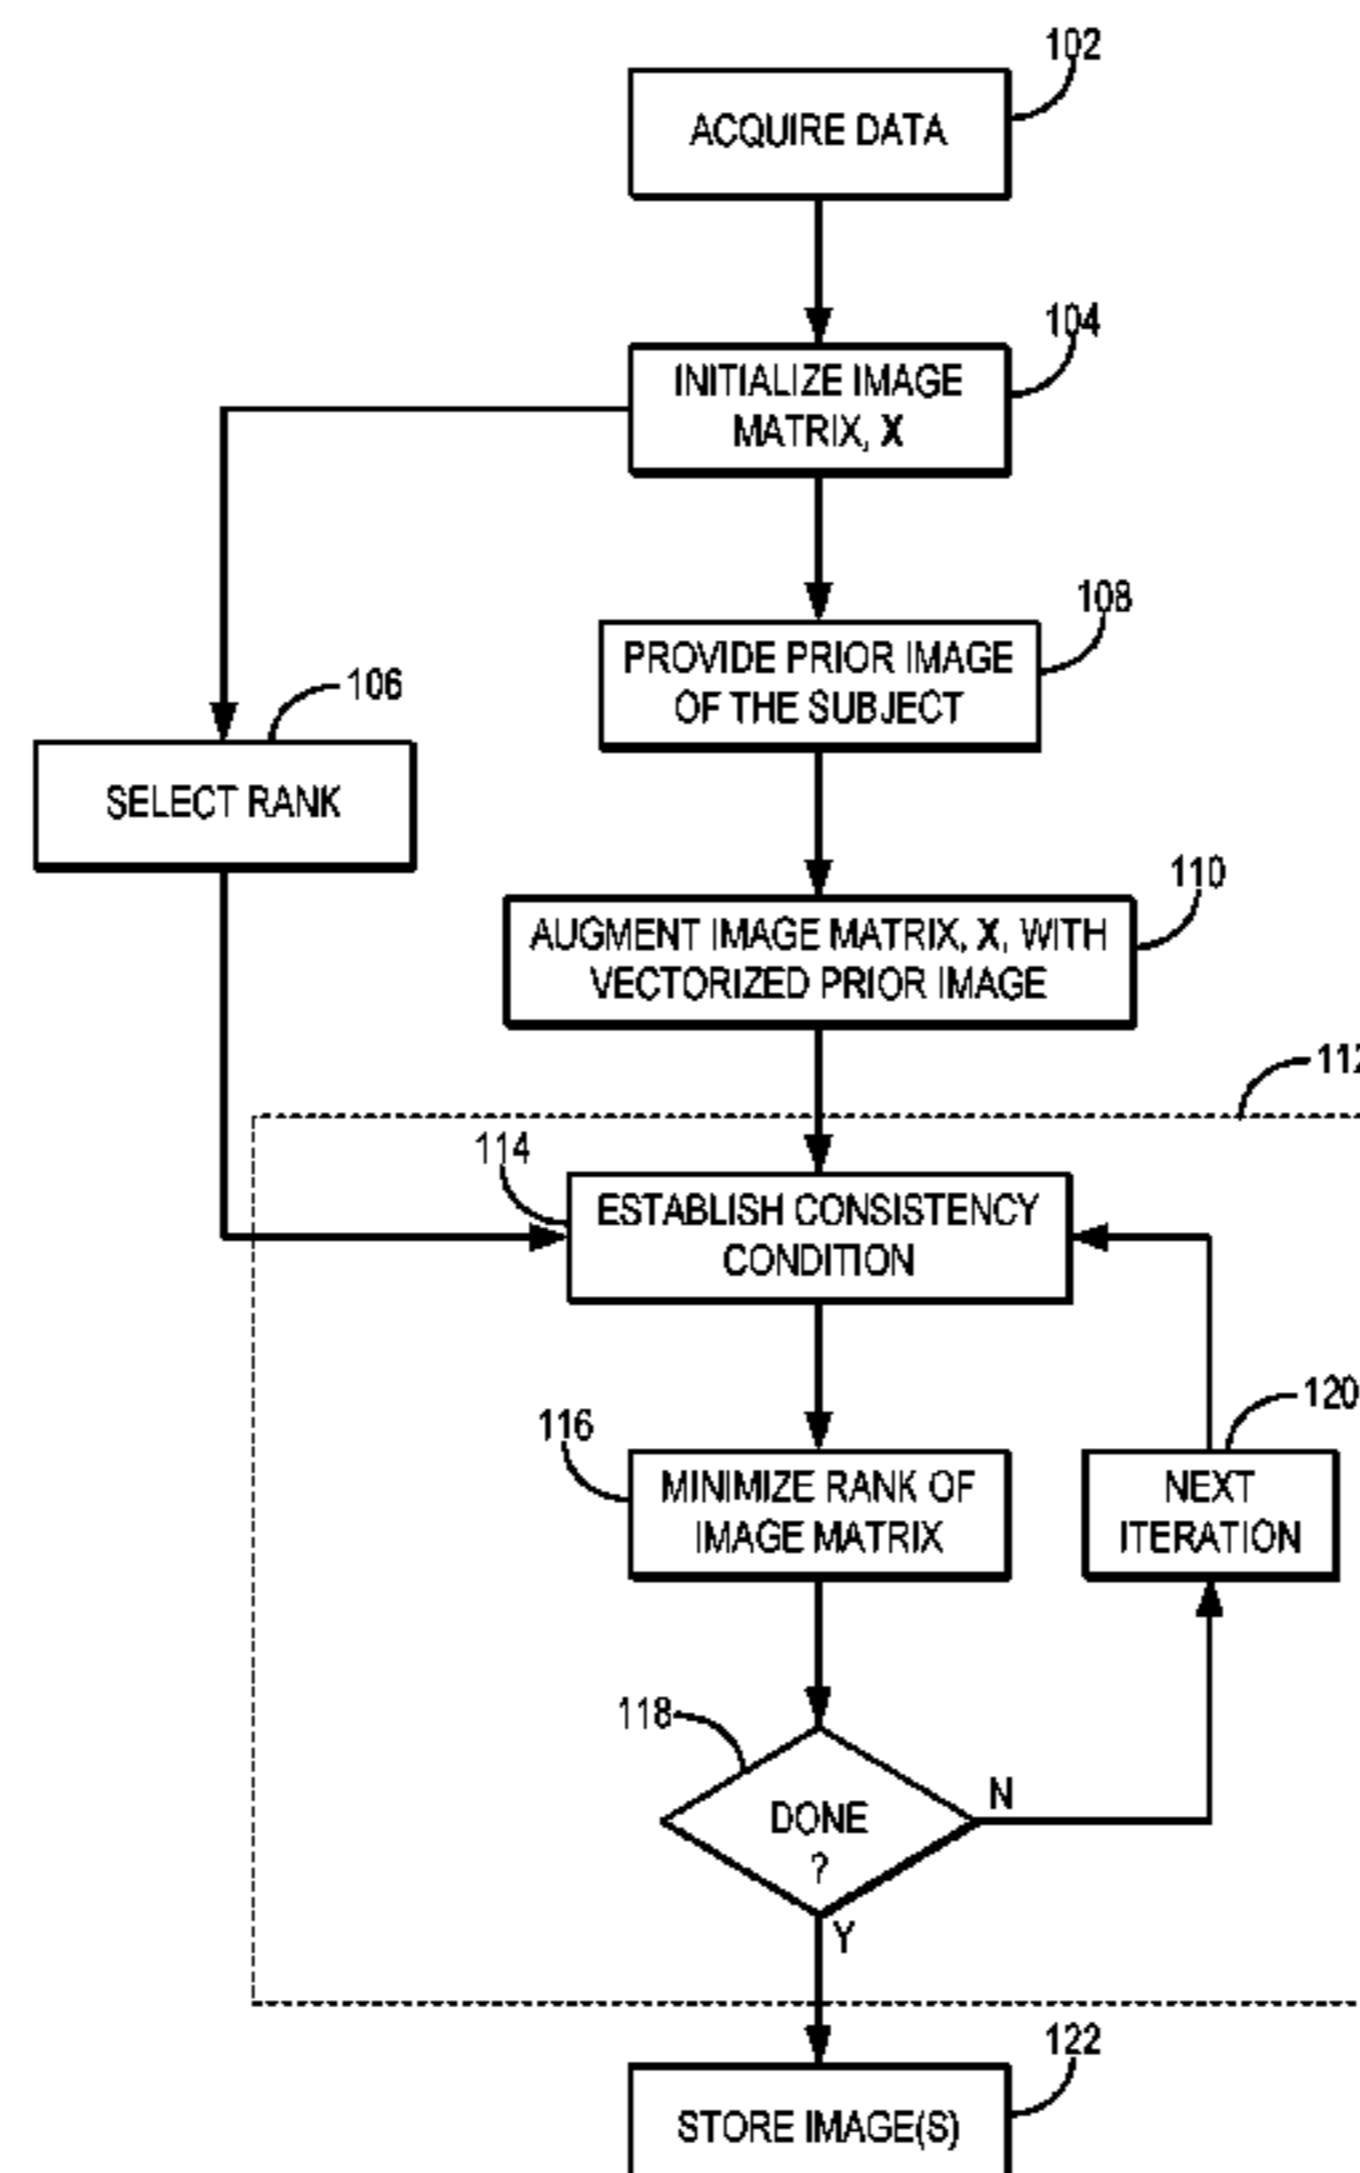 102
ACQUIRE DATA
104
INITIALIZE IMAGE
MATRIX, X
108
PROVIDE PRIOR IMAGE
OF THE SUBJECT
106
SELECT RANK
110
AUGMENT IMAGE MATRIX, X, WITH
VECTORIZED PRIOR IMAGE
112
114
ESTABLISH CONSISTENCY
CONDITION
116
MINIMIZE RANK OF
IMAGE MATRIX
120
NEXT
ITERATION
118
DONE
?
N
Y
122
STORE IMAGE(S)